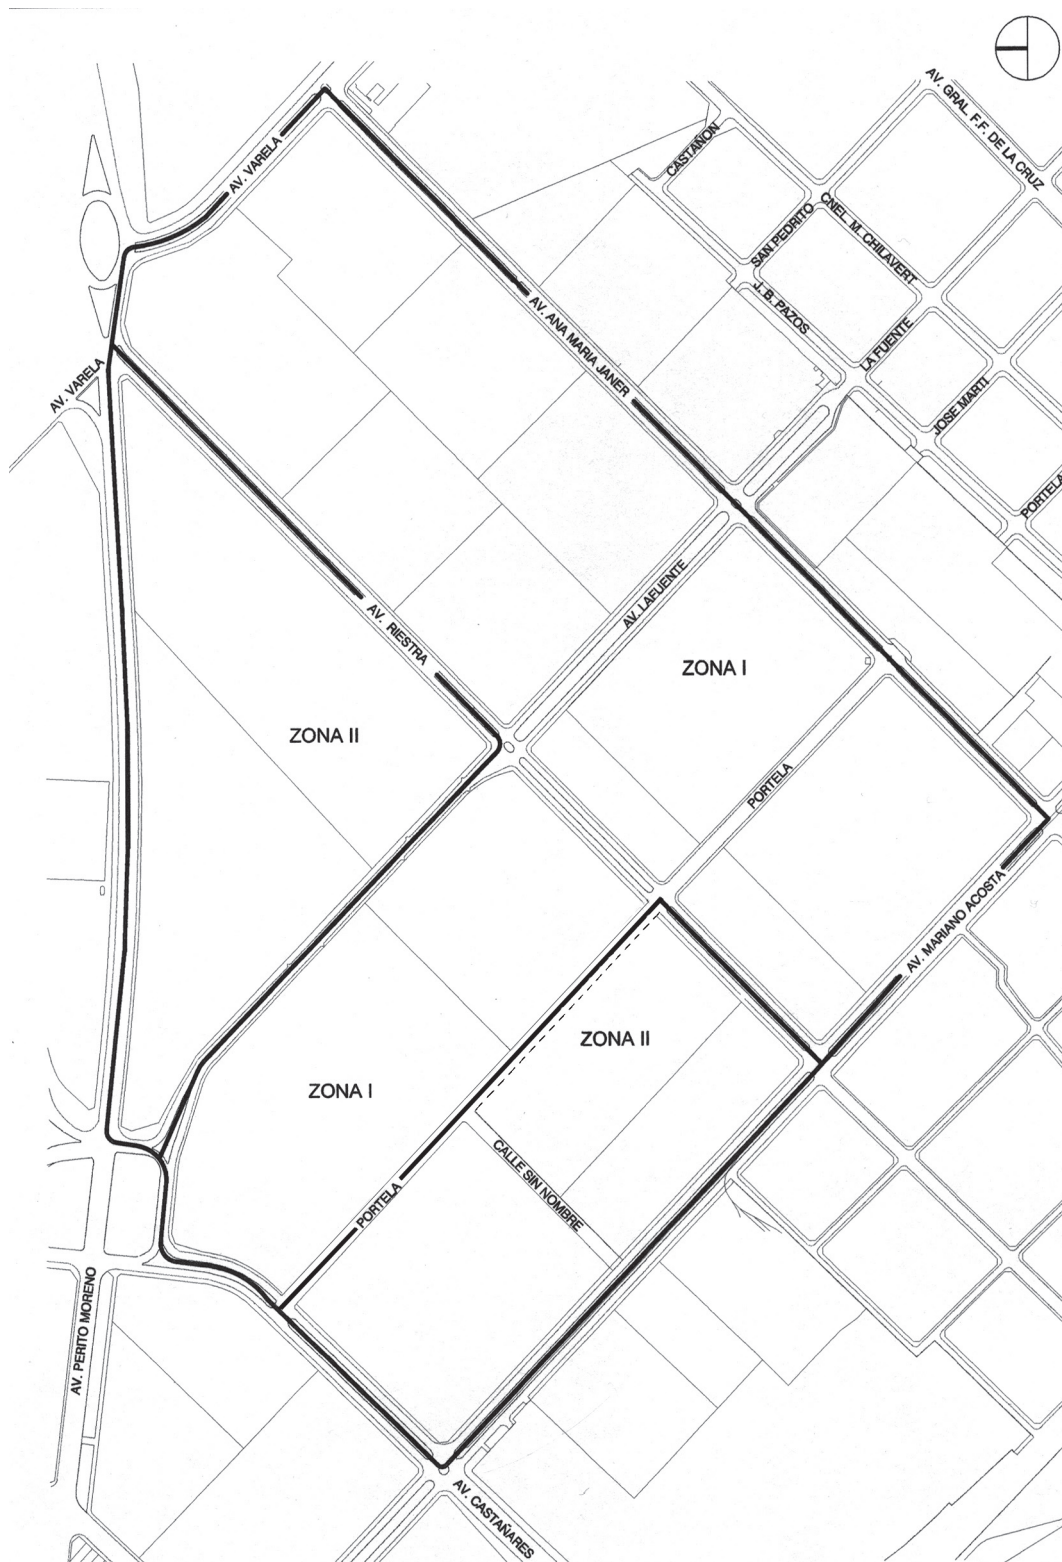 AV. GRAL F.F. DE LA CRUZ
CASTAÑON
AV. VARELA
SAN PEDRITO
CNEL. M. CHILAVERT
J. B. PAZOS
AV. ANA MARIA JANER
LA FUENTE
AV. VARELA
JOSE MARTI
PORTELA
AV. LAFUENTE
AV. RIESTRA
ZONA I
ZONA II
PORTELA
AV. MARIANO ACOSTA
ZONA II
ZONA I
CALLE SIN NOMBRE
PORTELA
AV. PERITO MORENO
AV. CASTAÑARES